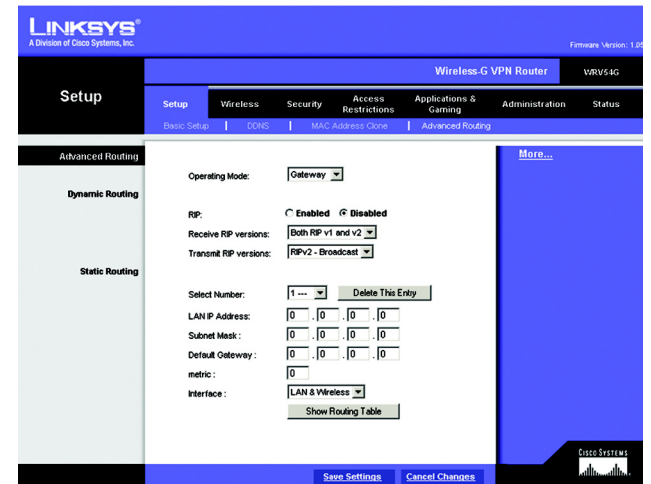 LINKSYS®
A Division of Cisco Systems, Inc.
Firmware Version: 1.05
Wireless-G VPN Router WRV54G
Setup
Setup Wireless Security Access Restrictions Applications & Gaming Administration Status
Basic Setup | DDNS | MAC Address Clone | Advanced Routing
Advanced Routing
More...
Operating Mode: Gateway
Dynamic Routing
RIP: Enabled Disabled
Receive RIP versions: Both RIP v1 and v2
Transmit RIP versions: RIPv2 - Broadcast
Static Routing
Select Number: 1 --- Delete This Entry
LAN IP Address: 0 . 0 . 0 . 0
Subnet Mask : 0 . 0 . 0 . 0
Default Gateway : 0 . 0 . 0 . 0
metric : 0
Interface : LAN & Wireless
Show Routing Table
Save Settings Cancel Changes
CISCO SYSTEMS